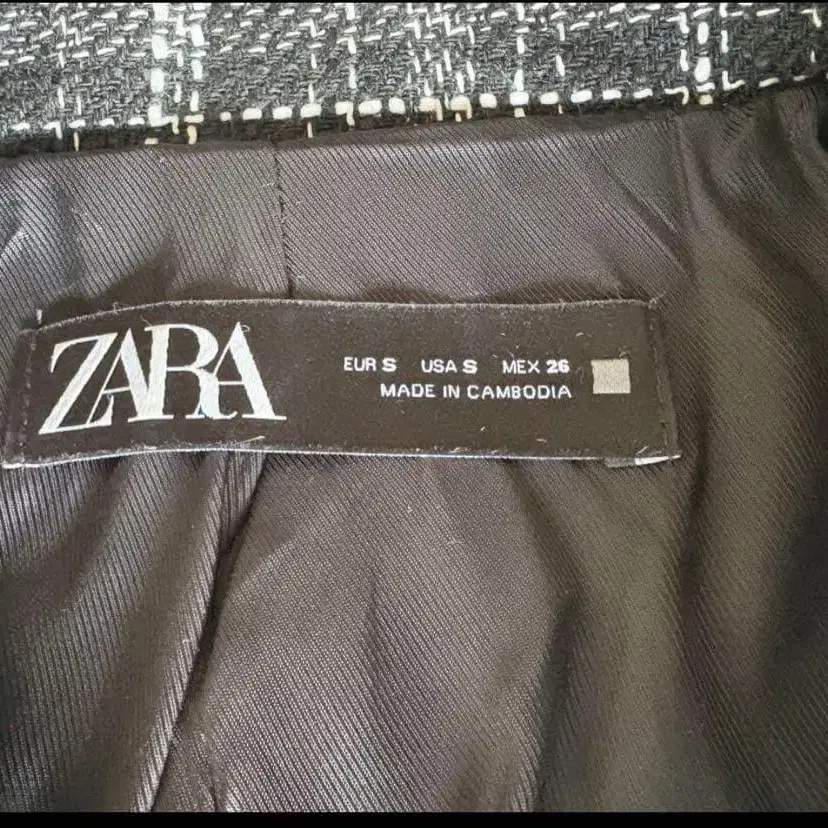 ZARA
EUR S USA S MEX 26
MADE IN CAMBODIA